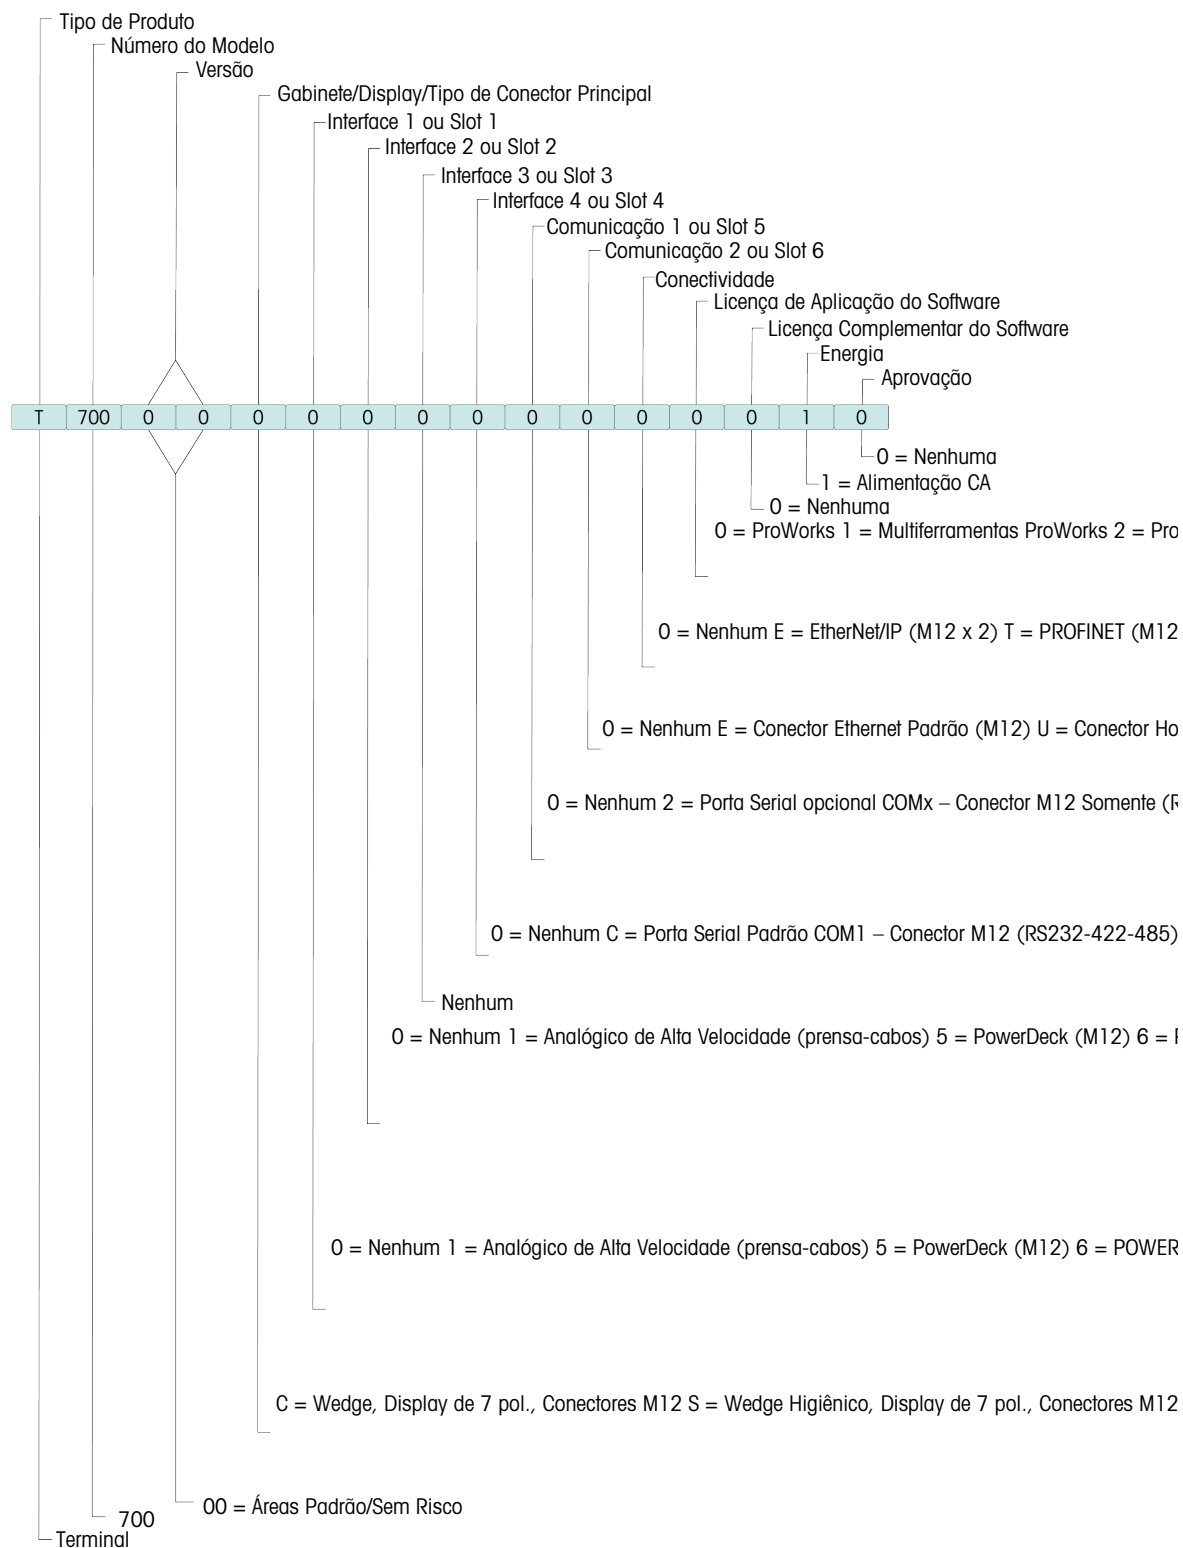 Tipo de Produto
Número do Modelo
Versão
Gabinete/Display/Tipo de Conector Principal
Interface 1 ou Slot 1
Interface 2 ou Slot 2
Interface 3 ou Slot 3
Interface 4 ou Slot 4
Comunicação 1 ou Slot 5
Comunicação 2 ou Slot 6
Conectividade
Licença de Aplicação do Software
Licença Complementar do Software
Energia
Aprovação
T 700 0 0 0 0 0 0 0 0 0 0 0 0 1 0
0 = Nenhuma
1 = Alimentação CA
0 = Nenhuma
0 = ProWorks 1 = Multiferramentas ProWorks 2 = Pro
0 = Nenhum E = EtherNet/IP (M12 x 2) T = PROFINET (M12
0 = Nenhum E = Conector Ethernet Padrão (M12) U = Conector Ho
0 = Nenhum 2 = Porta Serial opcional COMx – Conector M12 Somente (
0 = Nenhum C = Porta Serial Padrão COM1 – Conector M12 (RS232-422-485)
Nenhum
0 = Nenhum 1 = Analógico de Alta Velocidade (prensa-cabos) 5 = PowerDeck (M12) 6 =
0 = Nenhum 1 = Analógico de Alta Velocidade (prensa-cabos) 5 = PowerDeck (M12) 6 = POWER
C = Wedge, Display de 7 pol., Conectores M12 S = Wedge Higiênico, Display de 7 pol., Conectores M12
00 = Áreas Padrão/Sem Risco
700
Terminal